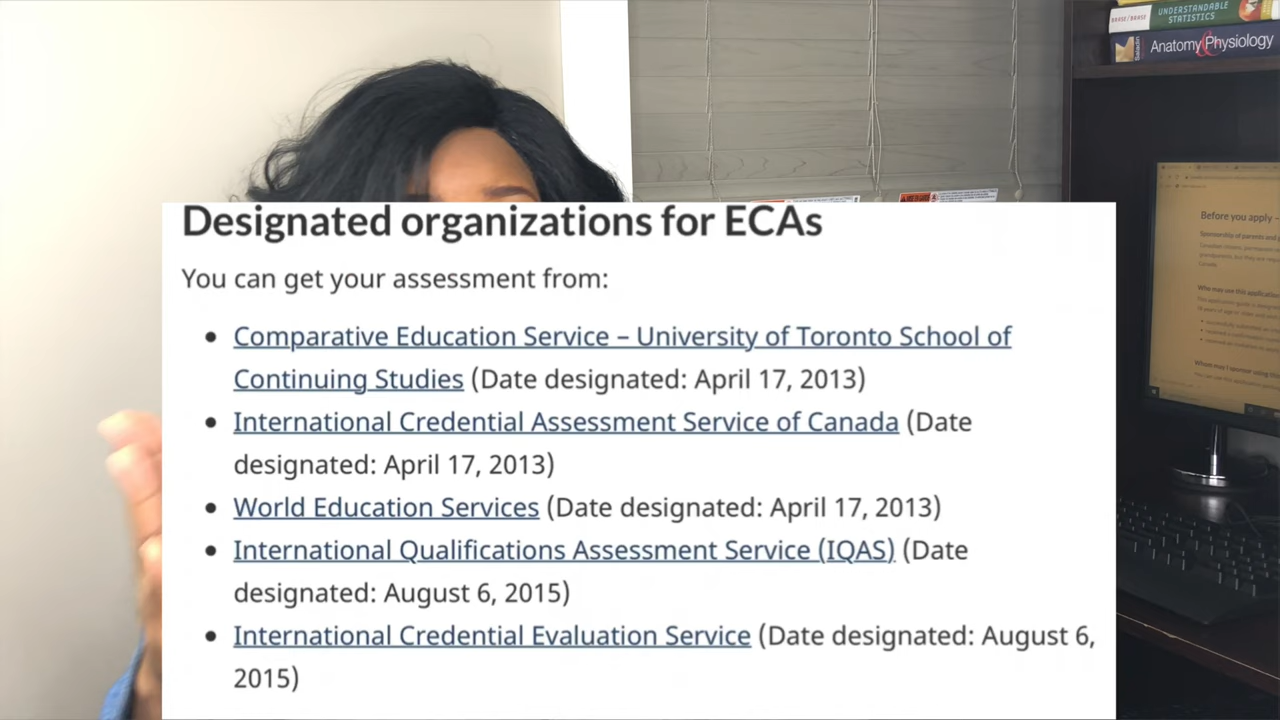 BRASE/BRASE
UNDERSTANDABLE
STATISTICS
Saladin
Anatomy & Physiology
Before you apply –
Designated organizations for ECAs
You can get your assessment from:
Comparative Education Service – University of Toronto School of
Continuing Studies (Date designated: April 17, 2013)
International Credential Assessment Service of Canada (Date
designated: April 17, 2013)
World Education Services (Date designated: April 17, 2013)
International Qualifications Assessment Service (IQAS) (Date
designated: August 6, 2015)
International Credential Evaluation Service (Date designated: August 6,
2015)